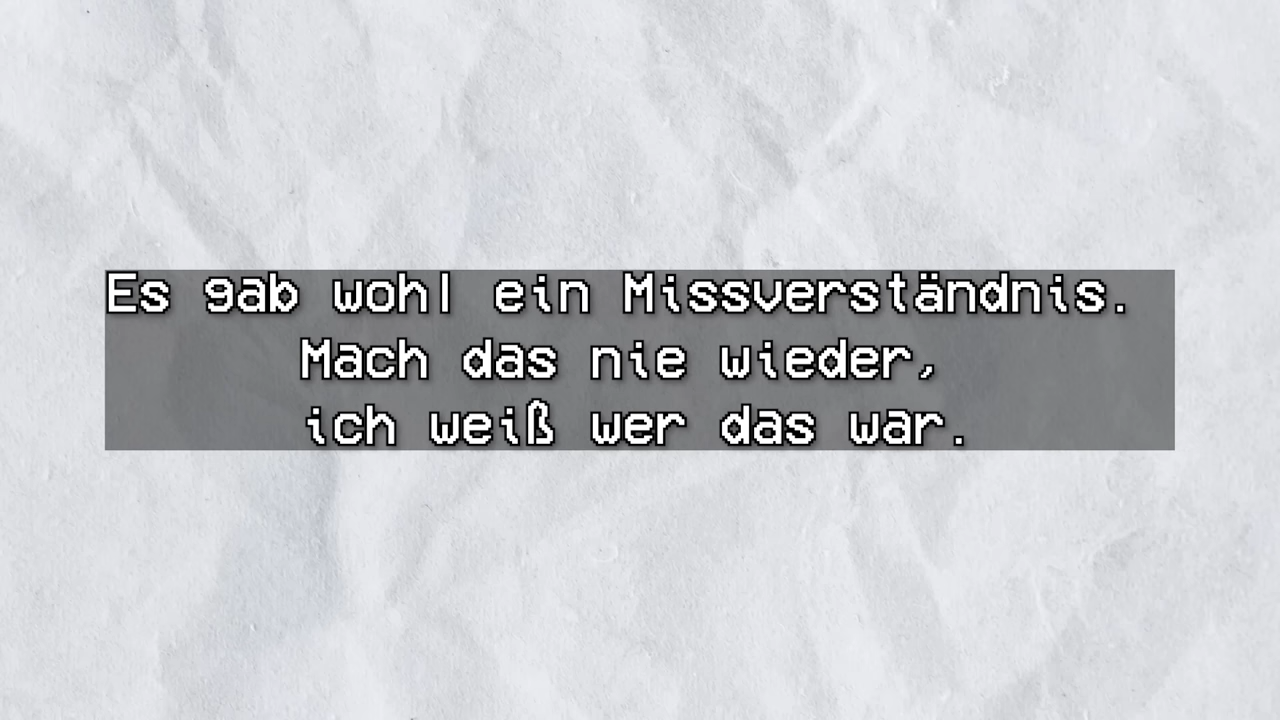 Es gab wohl ein Missverständnis.
Mach das nie wieder,
ich weiß wer das war.